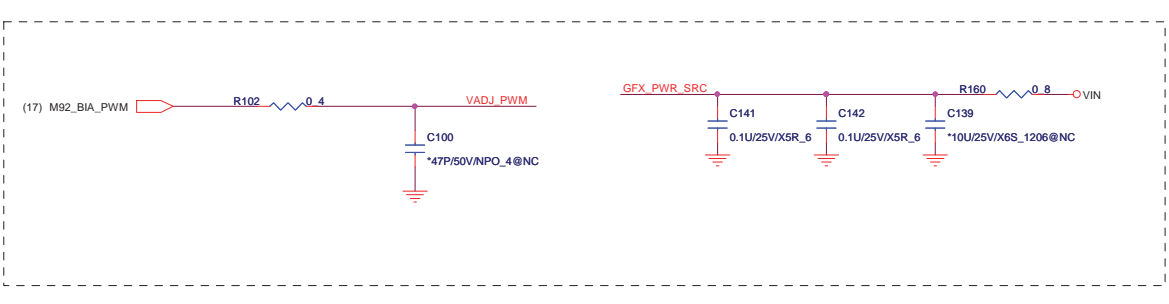 (17) M92_BIA_PWM
R102
0_4
VADJ_PWM
C100
*47P/50V/NPO_4@NC
GFX_PWR_SRC
R160
0_8
VIN
C141
0.1U/25V/X5R_6
C142
0.1U/25V/X5R_6
C139
*10U/25V/X6S_1206@NC